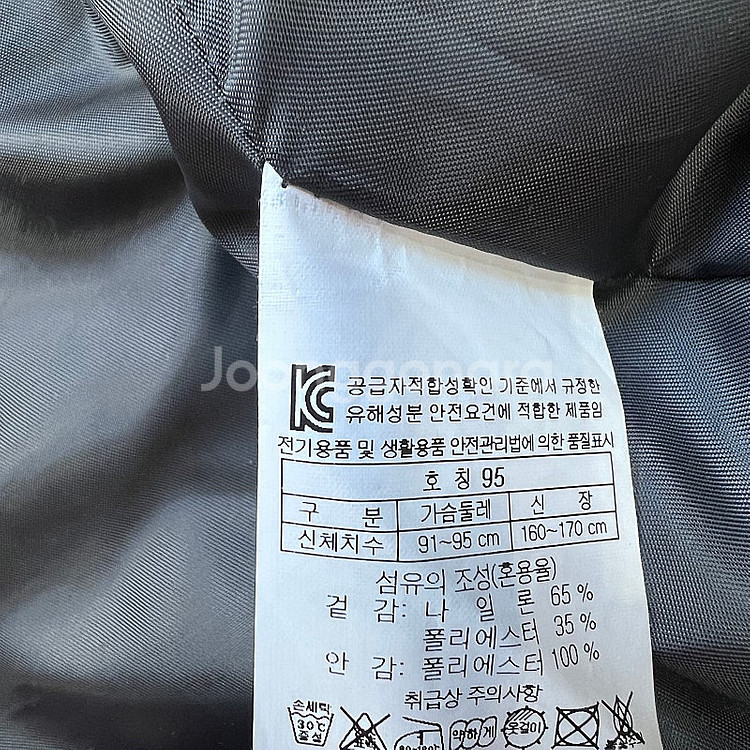 Joonggonara
공급자적합성확인 기준에서 규정한
유해성분 안전요건에 적합한 제품임
전기용품 및 생활용품 안전관리법에 의한 품질표시
호 칭 95
구 분 가슴둘레 신 장
신체치수 91~95 cm 160~170 cm
섬유의 조성(혼용율)
겉 감: 나 일 론 65 %
폴리에스터 35 %
안 감: 폴리에스터 100 %
취급상 주의사항
손세탁
30℃
중성
약하게
옷걸이